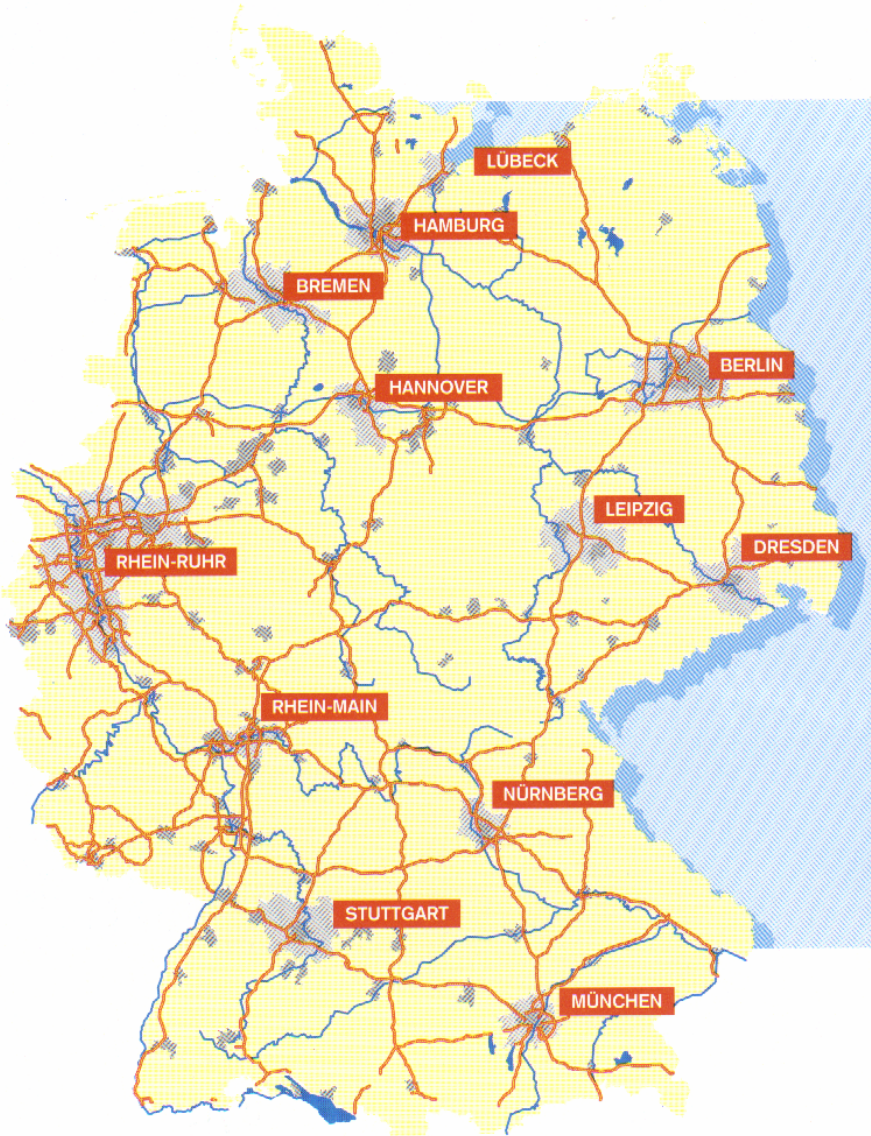 LÜBECK
HAMBURG
BREMEN
BERLIN
HANNOVER
LEIPZIG
DRESDEN
RHEIN-RUHR
RHEIN-MAIN
NÜRNBERG
STUTTGART
MÜNCHEN